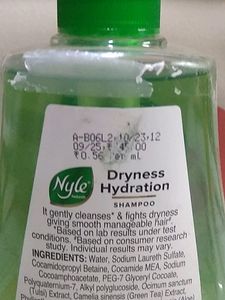 A-B06L2 10/23 12
09/25 ₹ 45.00
₹ 0.56 Per ml
Nyle
Naturals
Dryness
Hydration
SHAMPOO
It gently cleanses* & fights dryness
giving smooth manageable hair#.
*Based on lab results under test
conditions. #Based on consumer research
study. Individual results may vary.
INGREDIENTS: Water, Sodium Laureth Sulfate,
Cocamidopropyl Betaine, Cocamide MEA, Sodium
Cocoamphoacetate, PEG-7 Glyceryl Cocoate,
Polyquaternium-7, Alkyl polyglycoside, Ocimum sanctum
(Tulsi) Extract, Camellia sinensis (Green Tea) Extract,